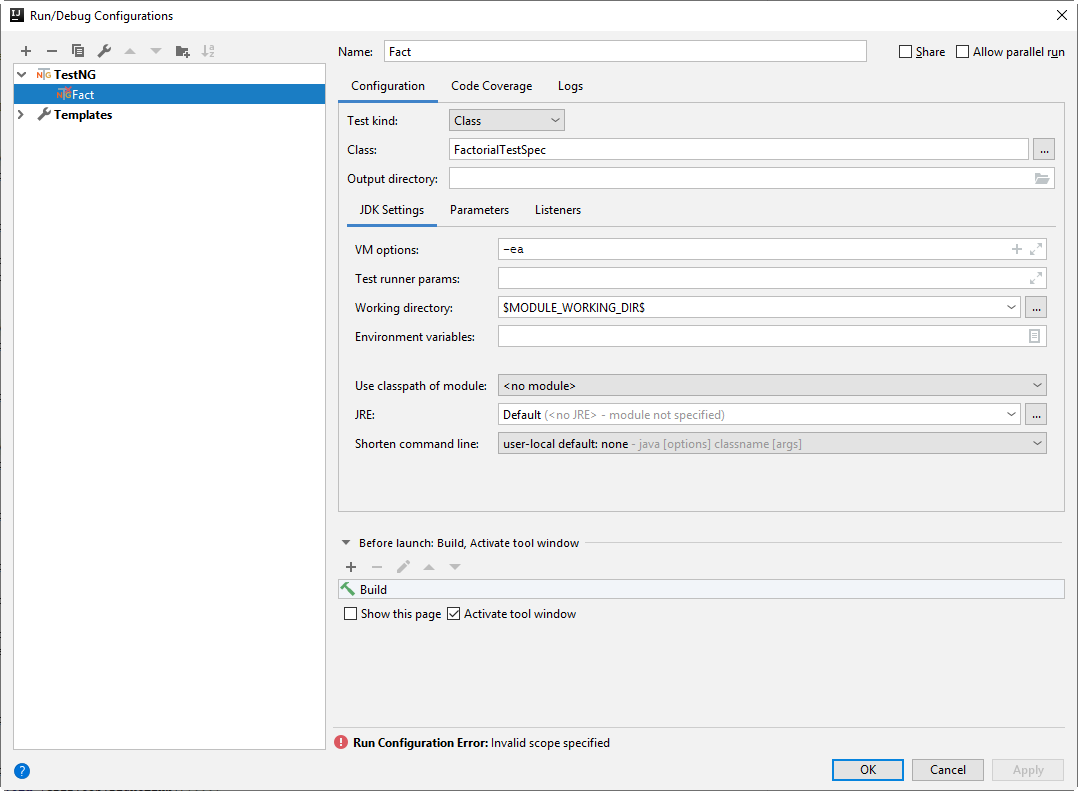 Run/Debug Configurations
Name: Fact Share Allow parallel run
TestNG
Fact
Templates
Configuration Code Coverage Logs
Test kind: Class
Class: FactorialTestSpec ...
Output directory:
JDK Settings Parameters Listeners
VM options: -ea
Test runner params:
Working directory: $MODULE_WORKING_DIR$ ...
Environment variables:
Use classpath of module: <no module>
JRE: Default (<no JRE> - module not specified) ...
Shorten command line: user-local default: none - java [options] classname [args]
Before launch: Build, Activate tool window
Build
Show this page Activate tool window
Run Configuration Error: Invalid scope specified
? OK Cancel Apply